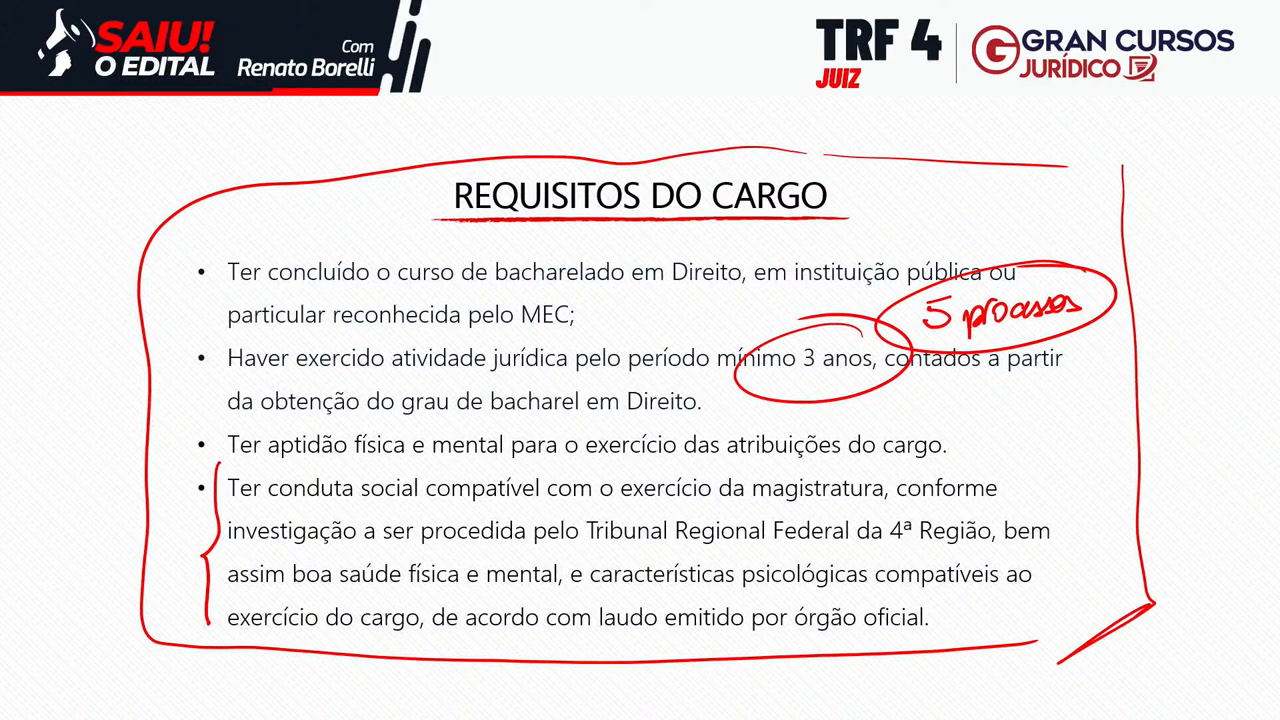 SAIU!
O EDITAL
Com
Renato Borelli
TRF 4
JUIZ
GRAN CURSOS
JURÍDICO
REQUISITOS DO CARGO
• Ter concluído o curso de bacharelado em Direito, em instituição pública ou
particular reconhecida pelo MEC;
5 processos
• Haver exercido atividade jurídica pelo período mínimo 3 anos, contados a partir
da obtenção do grau de bacharel em Direito.
• Ter aptidão física e mental para o exercício das atribuições do cargo.
• Ter conduta social compatível com o exercício da magistratura, conforme
investigação a ser procedida pelo Tribunal Regional Federal da 4ª Região, bem
assim boa saúde física e mental, e características psicológicas compatíveis ao
exercício do cargo, de acordo com laudo emitido por órgão oficial.